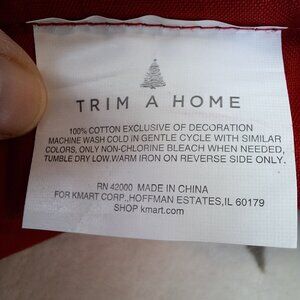 TRIM A HOME
100% COTTON EXCLUSIVE OF DECORATION
MACHINE WASH COLD IN GENTLE CYCLE WITH SIMILAR
COLORS, ONLY NON-CHLORINE BLEACH WHEN NEEDED,
TUMBLE DRY LOW.WARM IRON ON REVERSE SIDE ONLY.
RN 42000 MADE IN CHINA
FOR KMART CORP.,HOFFMAN ESTATES,IL 60179
SHOP kmart.com